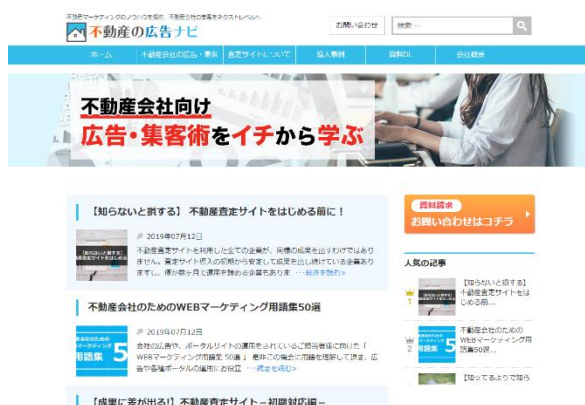 不動産マーケティングのノウハウを提供 不動産会社の集客をネクストレベルへ
不動産の広告ナビ
お問い合わせ
検索 …
ホーム
不動産会社の広告・集客
査定サイトについて
導入事例
資料DL
会社概要
不動産会社向け
広告・集客術をイチから学ぶ
【知らないと損する】 不動産査定サイトをはじめる前に！
2019年07月12日
不動産査定サイトを利用した全ての企業が、同様の成果を出すわけではあり
ません。査定サイト導入の初期から安定して成果を出し続けている企業あり
ますし、僅か数ヶ月で運用を諦める企業もありま …続きを読む>
不動産会社のためのWEBマーケティング用語集50選
2019年07月12日
会社の広告や、ポータルサイトの運用をされているご担当者様に向けた「
WEBマーケティング用語集 50選 」 是非この機会に用語を理解して頂き、広
告や各種ポータルの運用にお役立 …続きを読む>
用語集 5
【成果に差が出る!】不動産査定サイト－初期対応編－
資料請求
お問い合わせはコチラ
人気の記事
1
【知らないと損する】
不動産査定サイトをは
じめる前...
2
用語集 5
不動産会社のための
WEBマーケティング用
語集50選...
【知ってるようで知ら